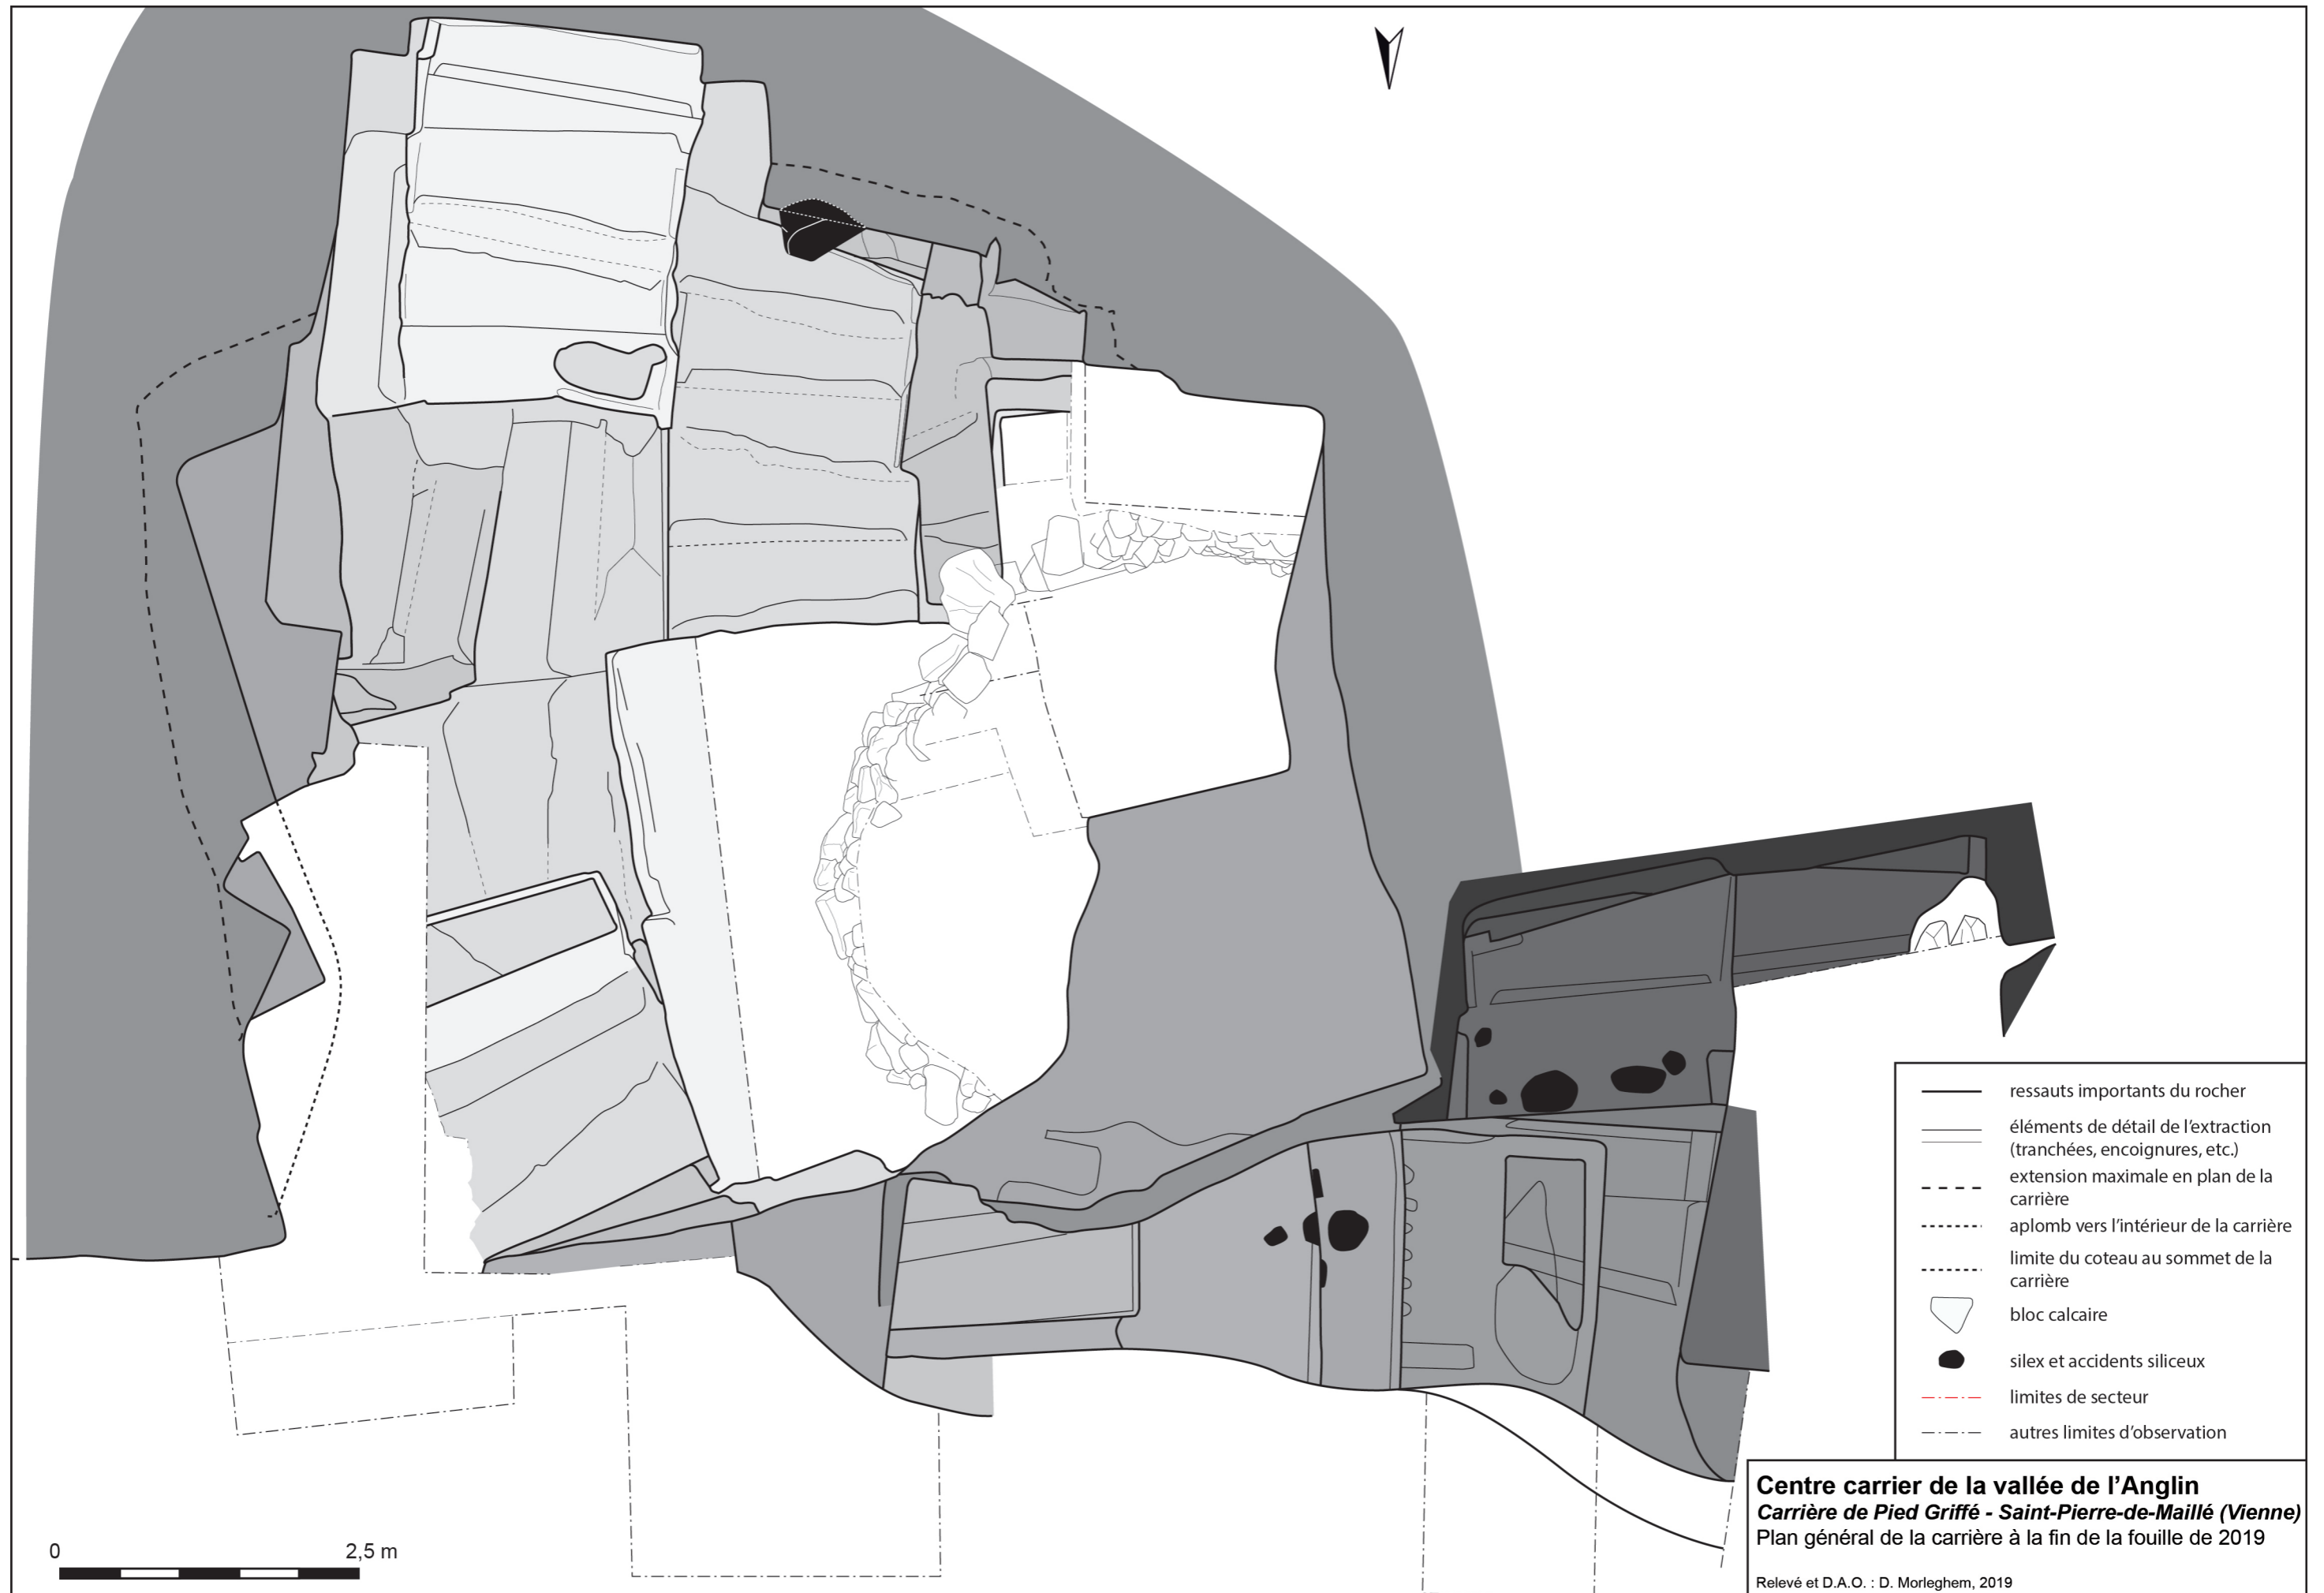 ressauts importants du rocher
éléments de détail de l'extraction
(tranchées, encoignures, etc.)
extension maximale en plan de la
carrière
aplomb vers l'intérieur de la carrière
limite du coteau au sommet de la
carrière
bloc calcaire
silex et accidents siliceux
limites de secteur
autres limites d'observation
Centre carrier de la vallée de l'Anglin
Carrière de Pied Griffé - Saint-Pierre-de-Maillé (Vienne)
Plan général de la carrière à la fin de la fouille de 2019
Relevé et D.A.O. : D. Morleghem, 2019
0 2,5 m